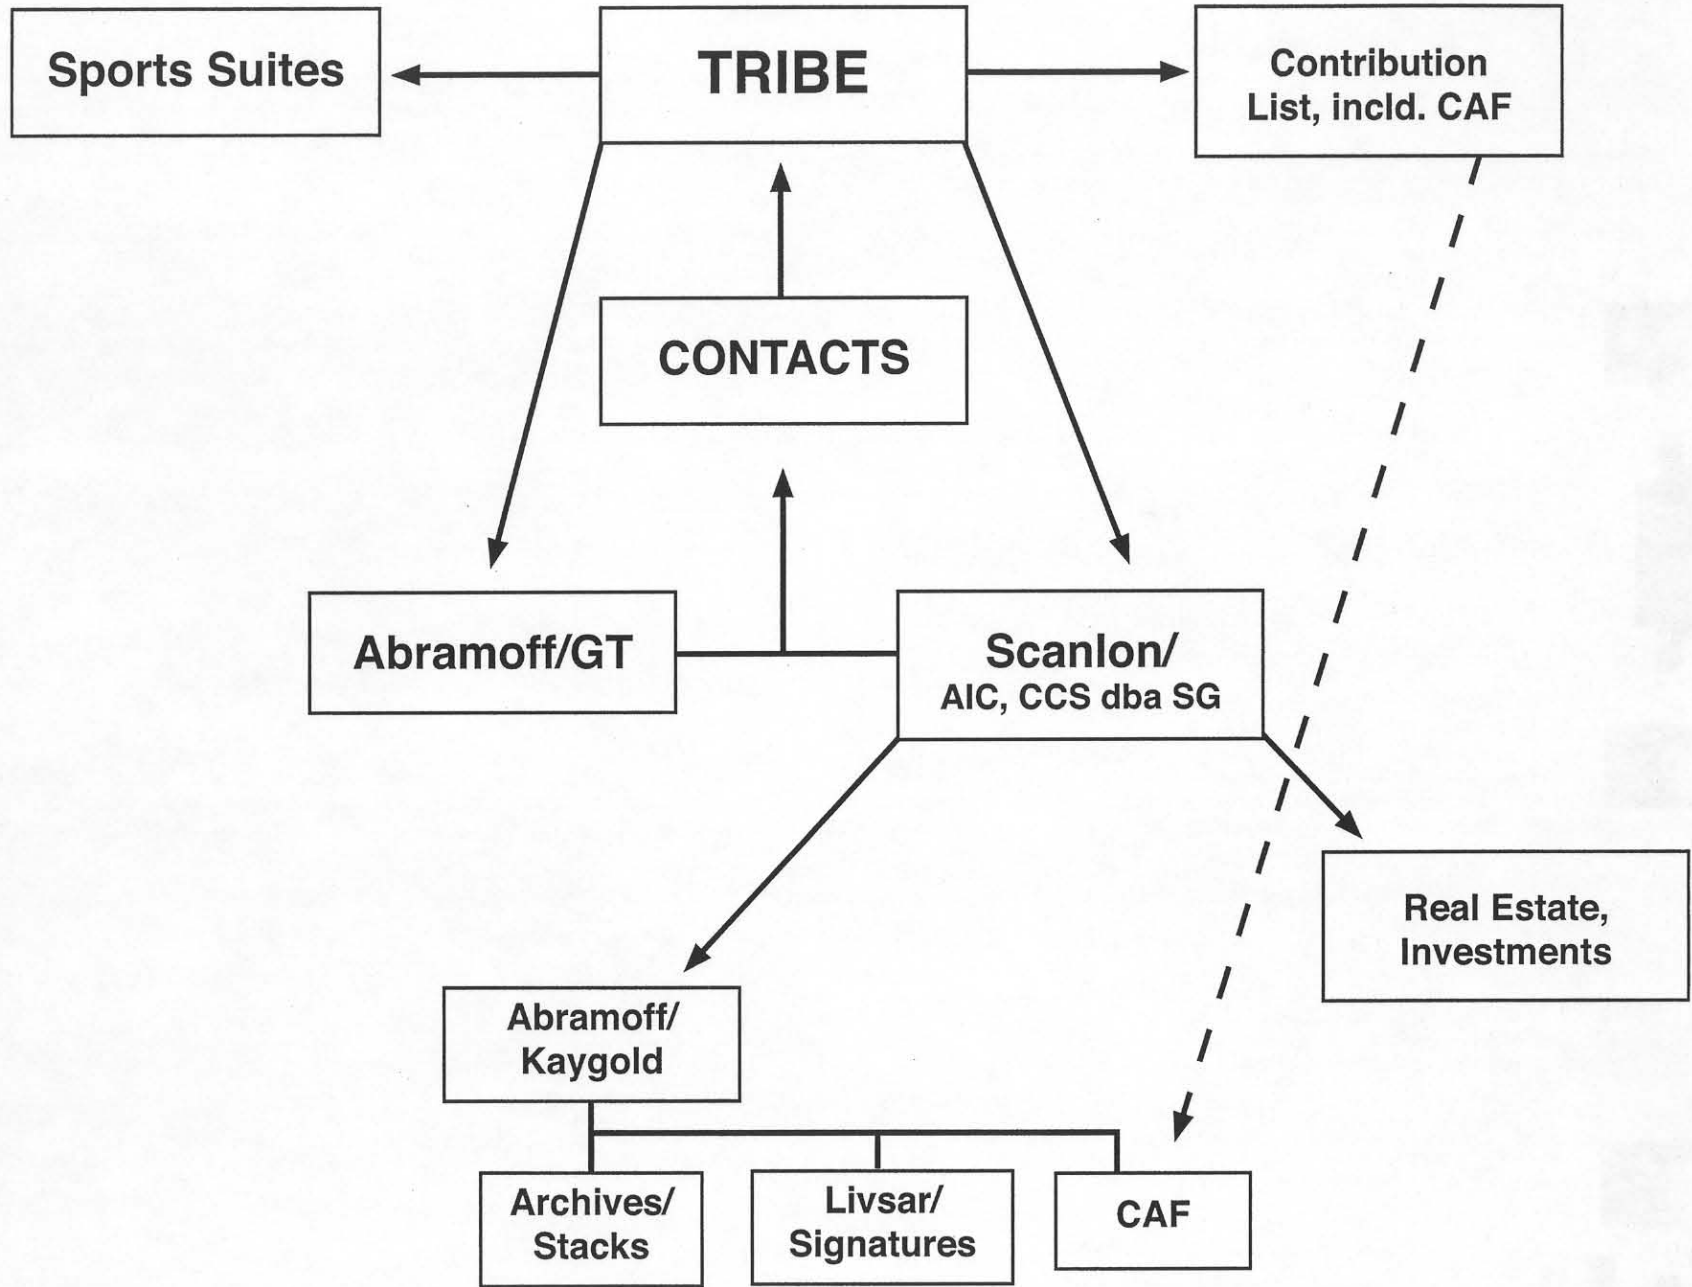 Sports Suites
TRIBE
Contribution
List, incld. CAF
CONTACTS
Abramoff/GT
Scanlon/
AIC, CCS dba SG
Real Estate,
Investments
Abramoff/
Kaygold
Archives/
Stacks
Livsar/
Signatures
CAF